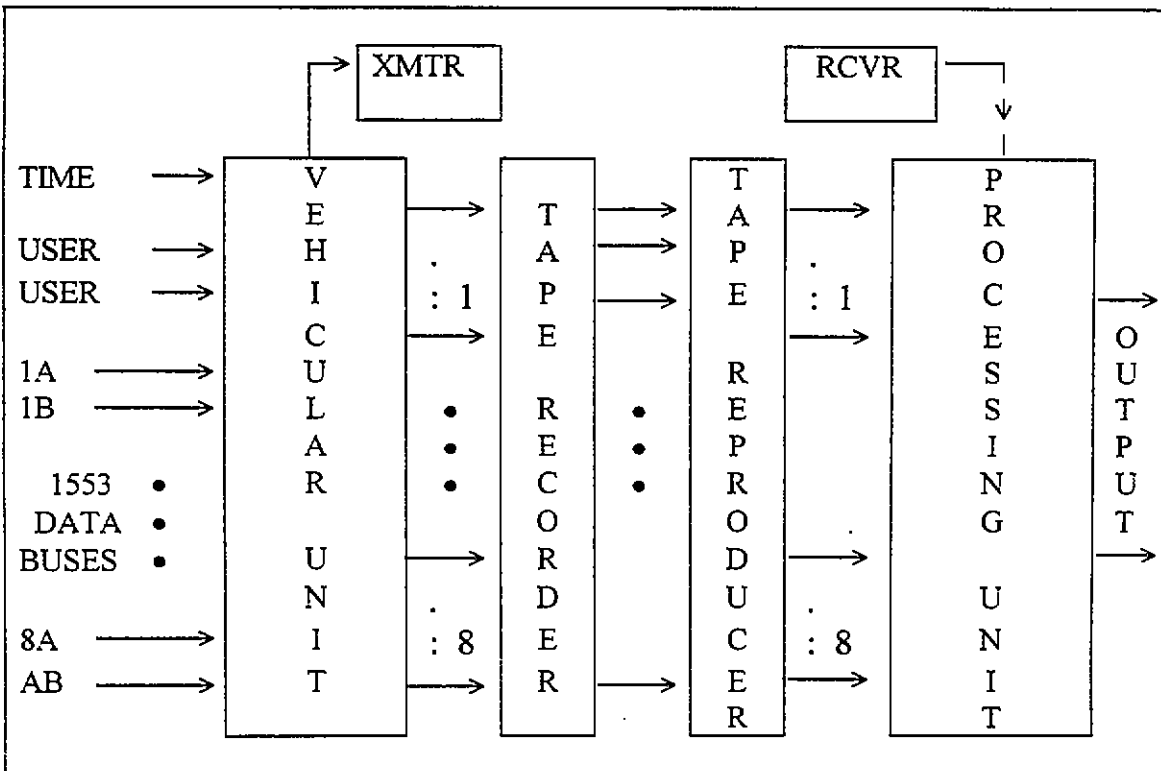 XMTR
RCVR
TIME
USER
USER
1A
1B
1553
DATA
BUSES
8A
AB
VEHICULAR UNIT
: 1
: 8
TAPE RECORDER
TAPE REPRODUCER
: 1
: 8
PROCESSING UNIT
OUTPUT